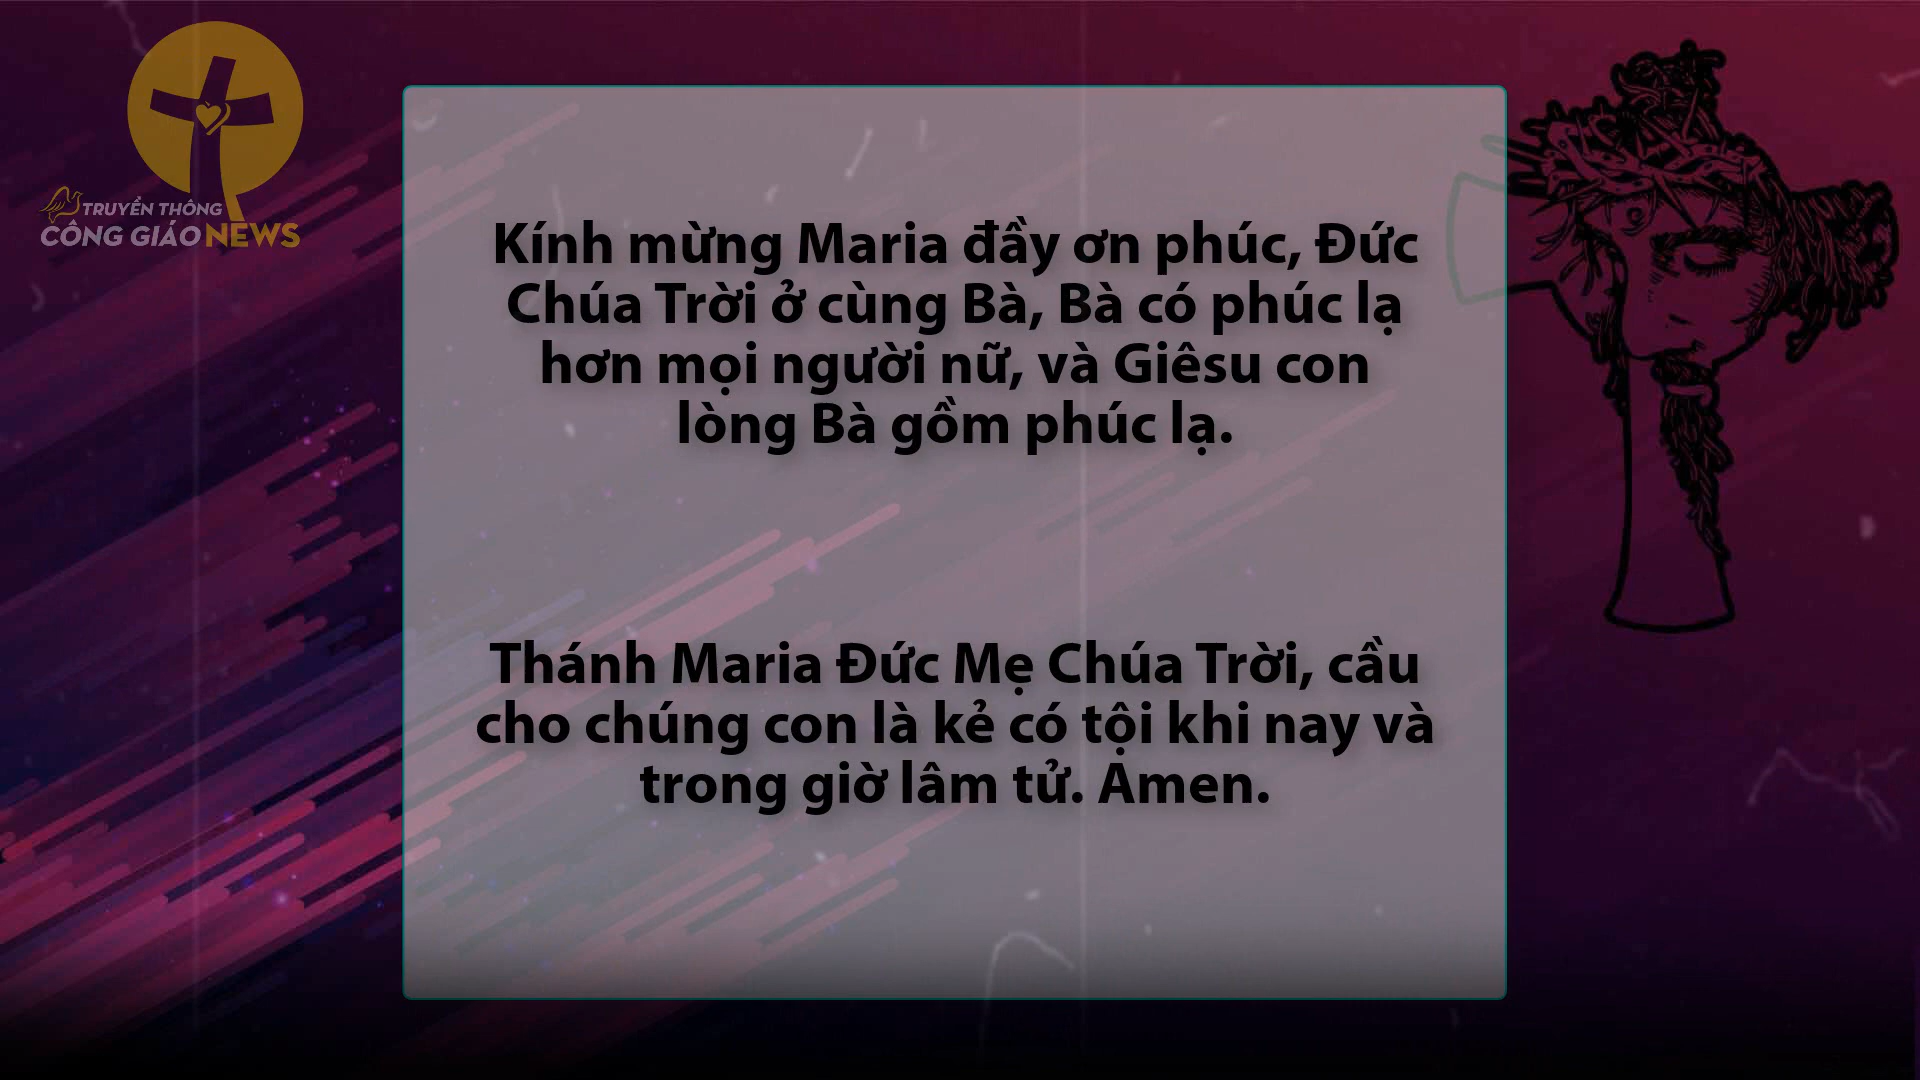 TRUYỀN THÔNG
CÔNG GIÁO NEWS
Kính mừng Maria đầy ơn phúc, Đức
Chúa Trời ở cùng Bà, Bà có phúc lạ
hơn mọi người nữ, và Giêsu con
lòng Bà gồm phúc lạ.
Thánh Maria Đức Mẹ Chúa Trời, cầu
cho chúng con là kẻ có tội khi nay và
trong giờ lâm tử. Amen.